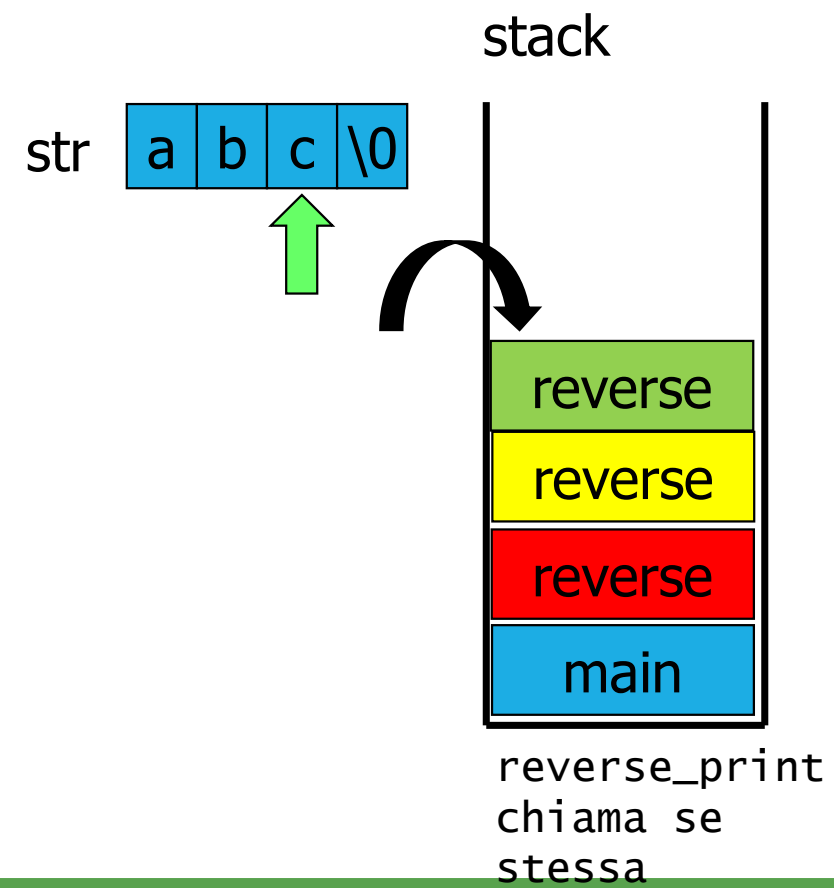 stack
str a b c \0
reverse
reverse
reverse
main
reverse_print
chiama se
stessa